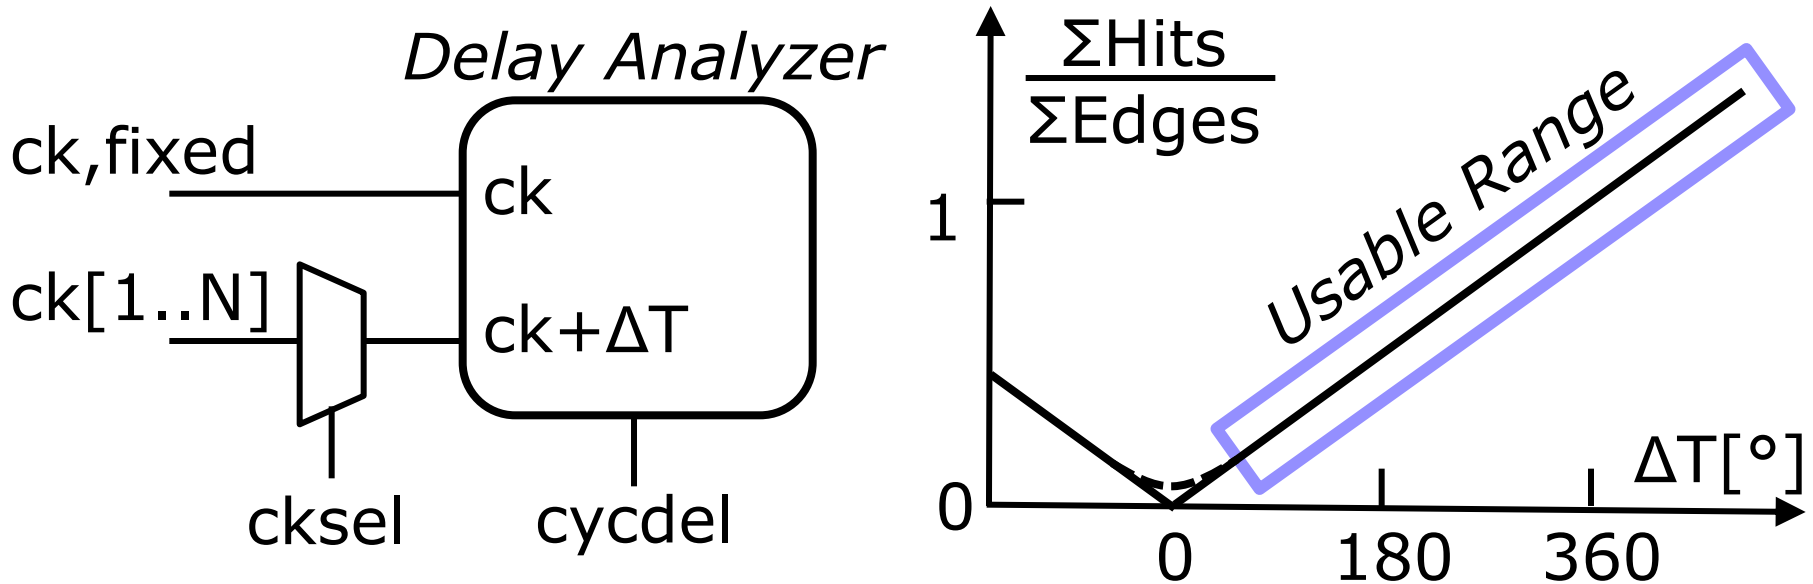 Delay Analyzer
ck,fixed
ck
ck[1..N]
ck+ΔT
cksel
cycdel
ΣHits
ΣEdges
1
0
Usable Range
ΔT[°]
0
180
360